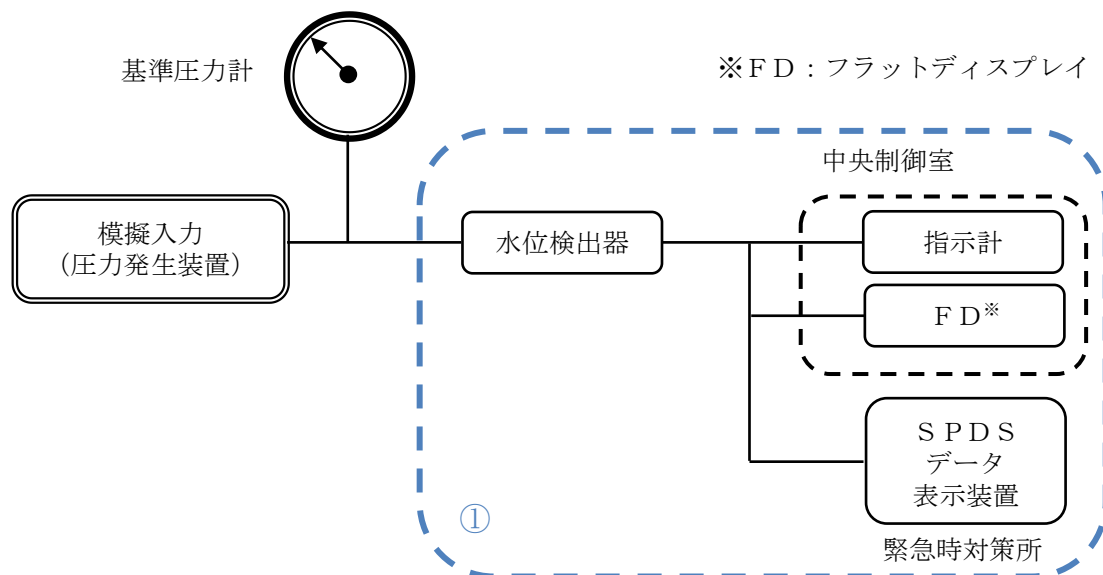 基準圧力計
※ＦＤ：フラットディスプレイ
中央制御室
模擬入力
（圧力発生装置）
水位検出器
指示計
ＦＤ※
ＳＰＤＳ
データ
表示装置
①
緊急時対策所